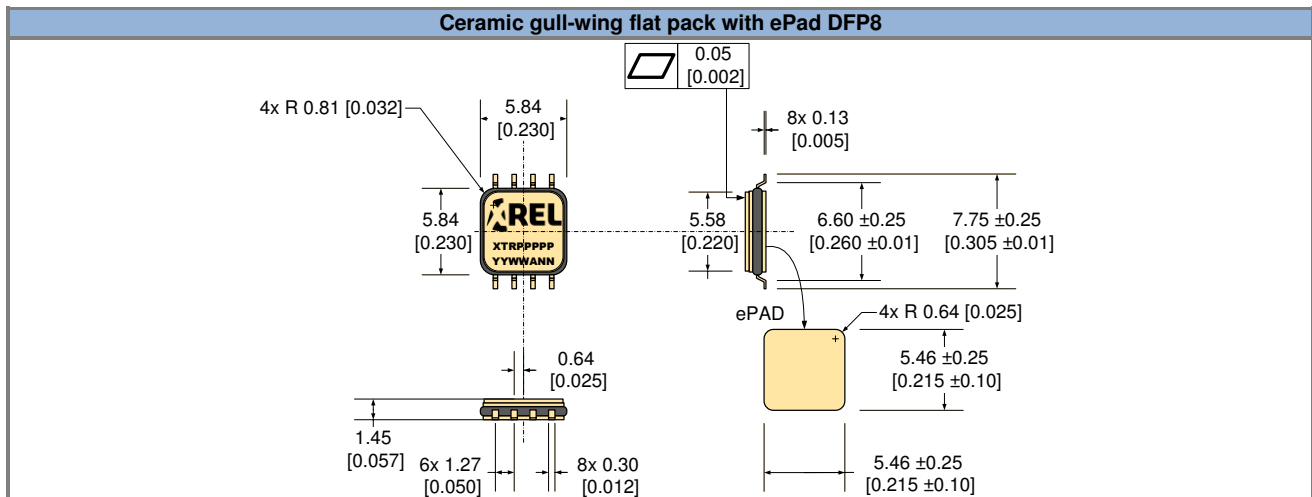 Ceramic gull-wing flat pack with ePad DFP8
0.05
[0.002]
4x R 0.81 [0.032]
5.84
[0.230]
8x 0.13
[0.005]
5.84
[0.230]
XREL
XTRPPPPP
YYWWANN
5.58
[0.220]
6.60 ±0.25
[0.260 ±0.01]
7.75 ±0.25
[0.305 ±0.01]
ePAD
4x R 0.64 [0.025]
0.64
[0.025]
5.46 ±0.25
[0.215 ±0.10]
1.45
[0.057]
6x 1.27
[0.050]
8x 0.30
[0.012]
5.46 ±0.25
[0.215 ±0.10]